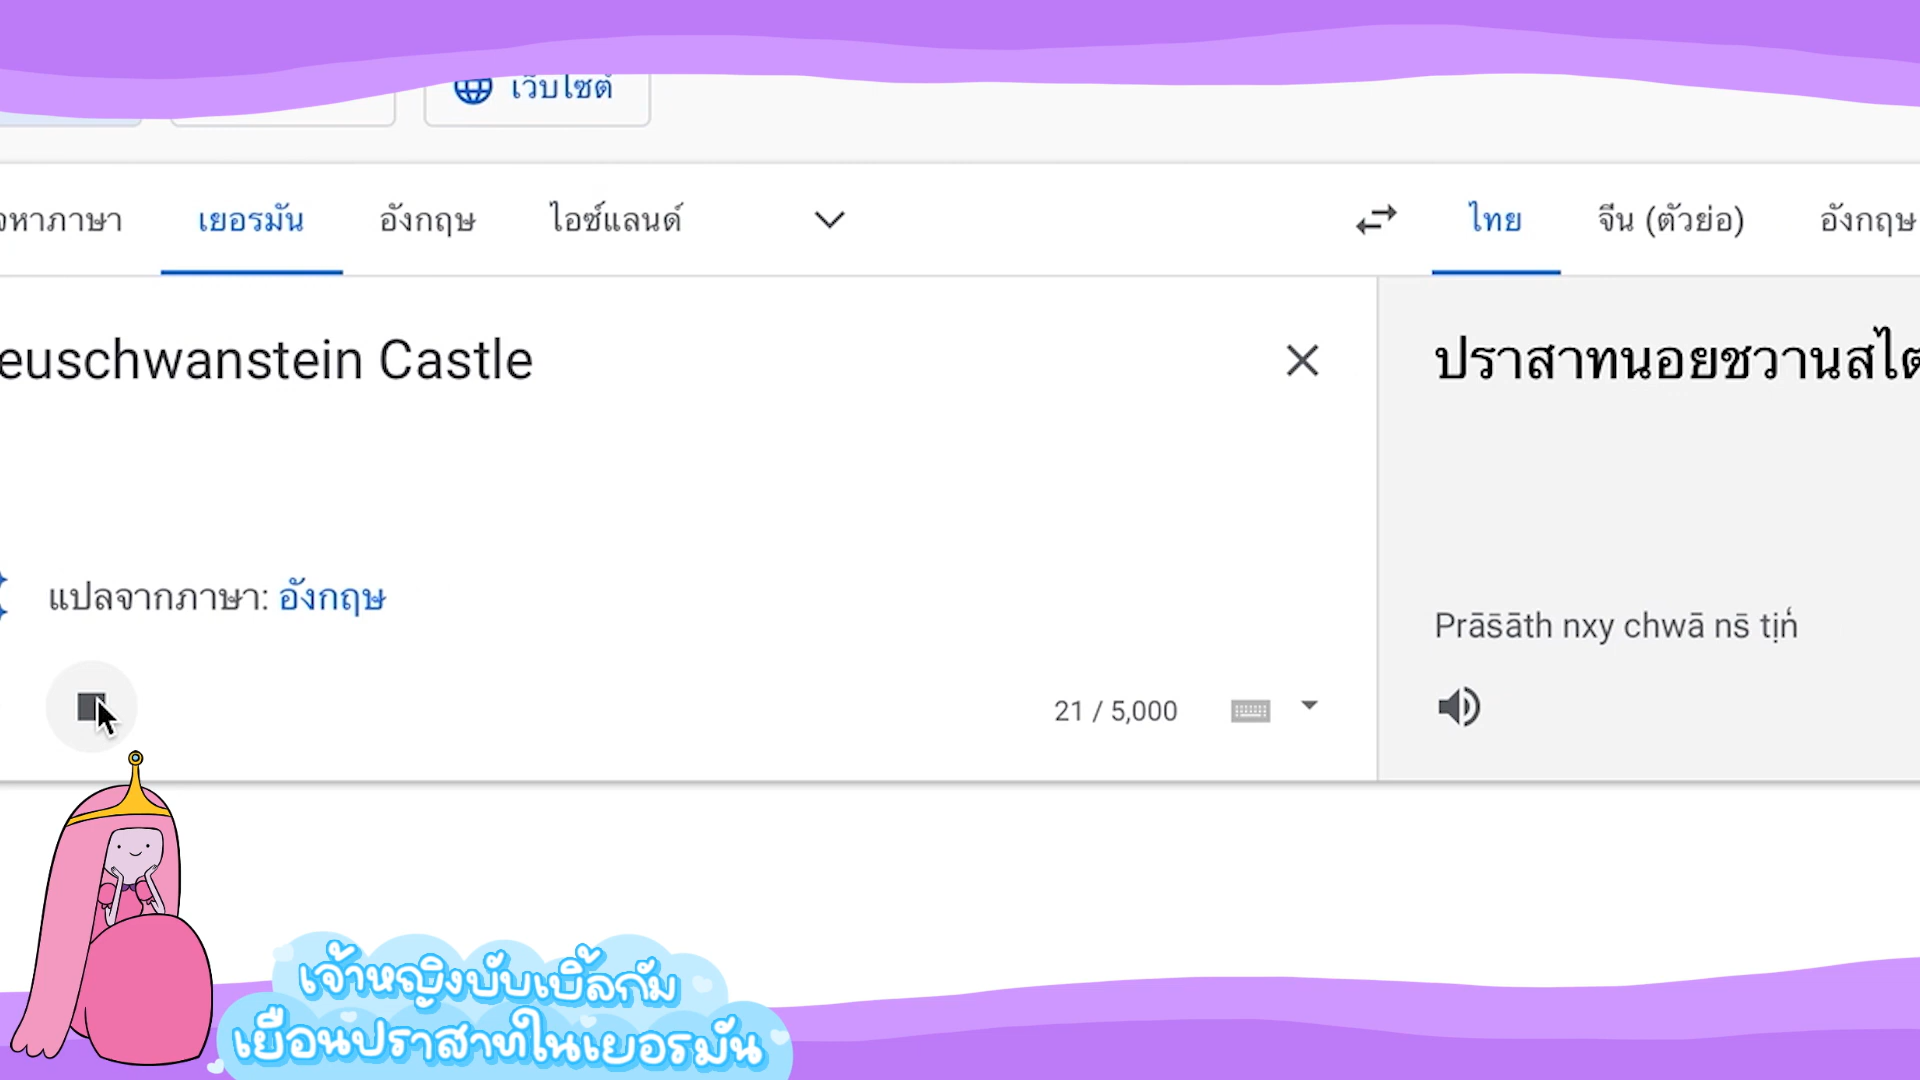 เว็บไซต์
หาภาษา เยอรมัน อังกฤษ ไอซ์แลนด์ ไทย จีน (ตัวย่อ) อังกฤษ
euschwanstein Castle
ปราสาทนอยชวานสไต
แปลจากภาษา: อังกฤษ
Prās̄āth nxy chwā ns̄ tịn̒
21 / 5,000
เจ้าหญิงบับเบิ้ลกัม
เยือนปราสาทในเยอรมัน